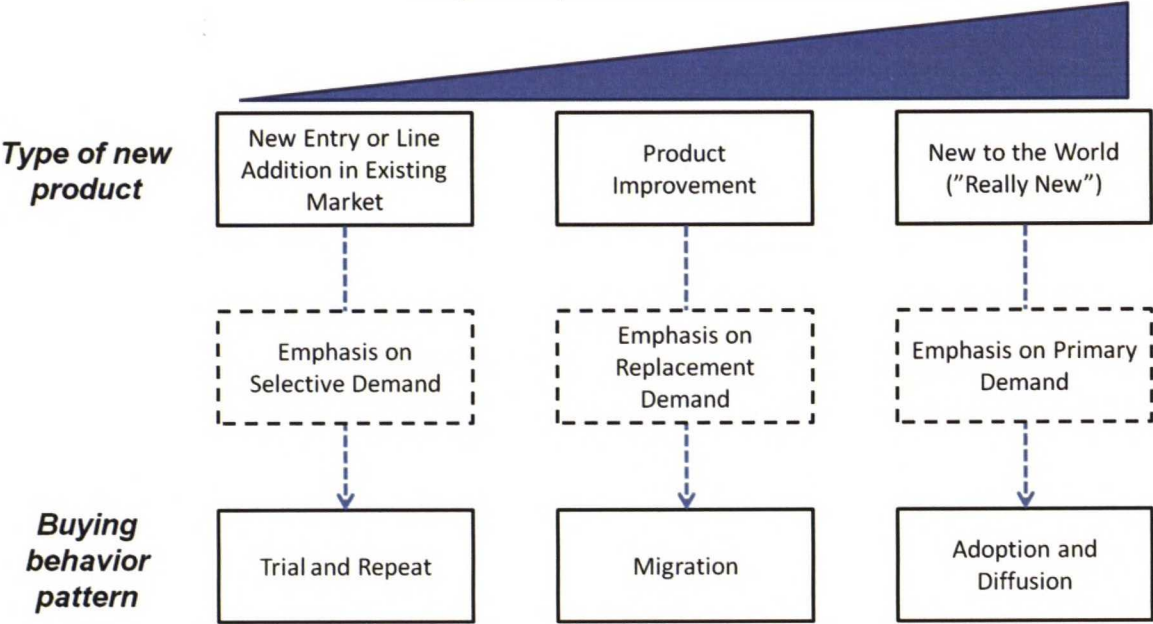 Type of new
product
New Entry or Line
Addition in Existing
Market
Product
Improvement
New to the World
(”Really New”)
Emphasis on
Selective Demand
Emphasis on
Replacement
Demand
Emphasis on Primary
Demand
Buying
behavior
pattern
Trial and Repeat
Migration
Adoption and
Diffusion